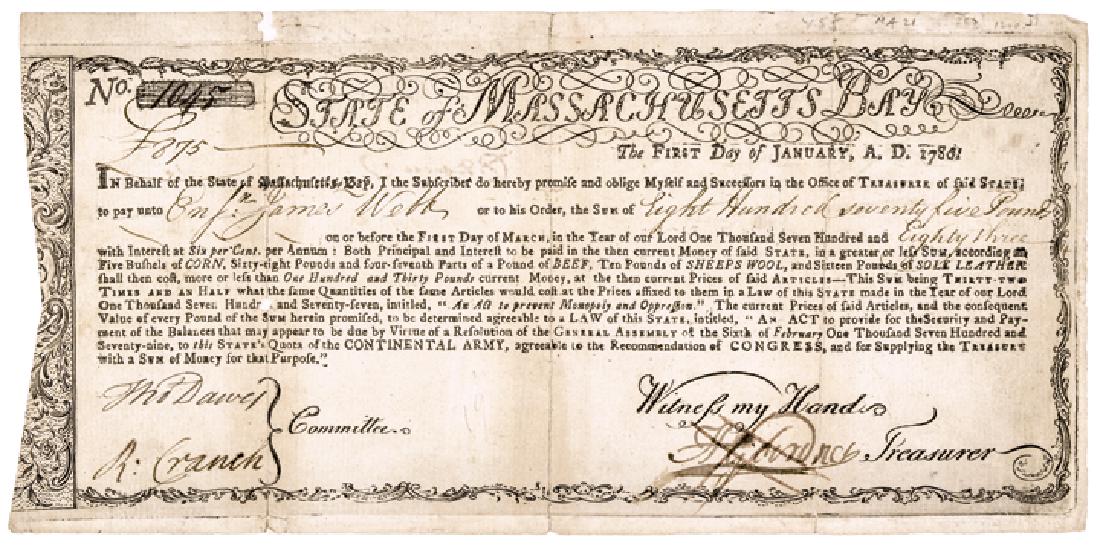 No. 1645
STATE of MASSACHUSETTS BAY
£875
The FIRST Day of JANUARY, A. D. 1780.
IN Behalf of the State of Massachusetts-Bay, I the Subscriber do hereby promise and oblige Myself and Successors in the Office of TREASURER of said STATE,
to pay unto Ensn. James Webb or to his Order, the SUM of Eight Hundred seventy five Pounds
on or before the FIRST Day of MARCH, in the Year of our Lord One Thousand Seven Hundred and Eighty three
with Interest at Six per Cent. per Annum: Both Principal and Interest to be paid in the then current Money of said STATE, in a greater or less SUM, according as
Five Bushels of CORN, Sixty-eight Pounds and four-seventh Parts of a Pound of BEEF, Ten Pounds of SHEEPS WOOL, and Sixteen Pounds of SOLE LEATHER
shall then cost, more or less than One Hundred and Thirty Pounds current Money, at the then current Prices of said ARTICLES—This SUM being THIRTY-TWO
TIMES AND AN HALF what the same Quantities of the same Articles would cost at the Prices affixed to them in a Law of this STATE made in the Year of our Lord
One Thousand Seven Hundred and Seventy-seven, intitled, "An Act to prevent Monopoly and Oppression." The current Prices of said Articles, and the consequent
Value of every Pound of the SUM herein promised, to be determined agreeable to a LAW of this STATE, intitled, "AN ACT to provide for the Security and Pay-
ment of the Balances that may appear to be due by Virtue of a Resolution of the GENERAL ASSEMBLY of the Sixth of February One Thousand Seven Hundred and
Seventy-nine, to this STATE'S Quota of the CONTINENTAL ARMY, agreeable to the Recommendation of CONGRESS, and for Supplying the TREASURY
with a SUM of Money for that Purpose."
Tho Dawes
R: Cranch
Committee.
Witness my Hand
Treasurer